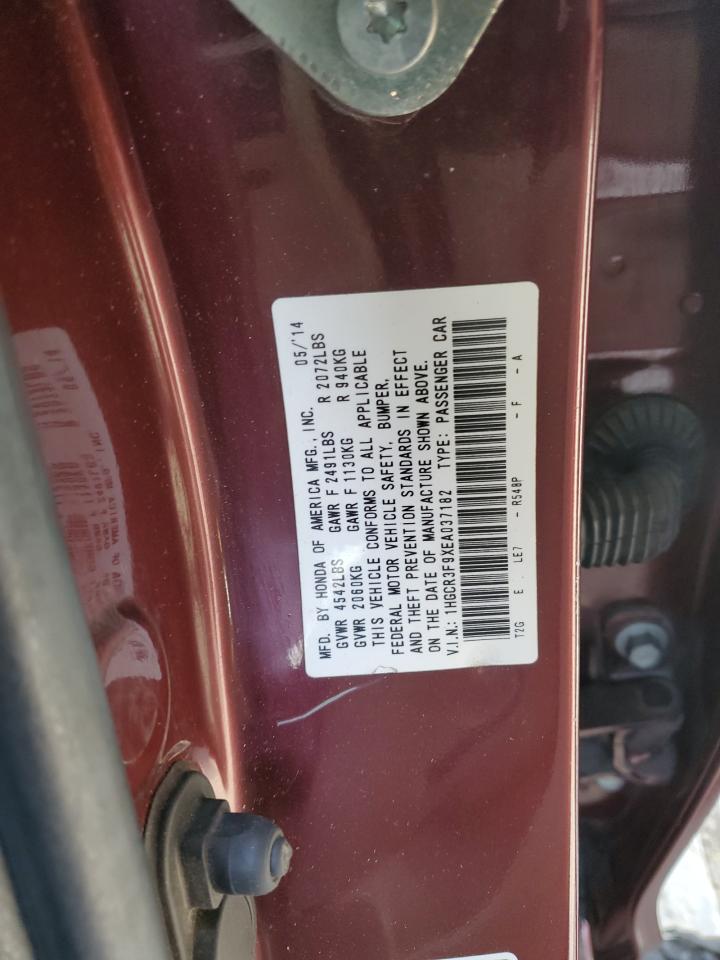 MFD. BY HONDA OF AMERICA MFG., INC. 05/'14
GVWR 4542LBS GAWR F 2491LBS R 2072LBS
GVWR 2060KG GAWR F 1130KG R 940KG
THIS VEHICLE CONFORMS TO ALL APPLICABLE
FEDERAL MOTOR VEHICLE SAFETY, BUMPER,
AND THEFT PREVENTION STANDARDS IN EFFECT
ON THE DATE OF MANUFACTURE SHOWN ABOVE.
V.I.N.: 1HGCR3F9XEA037182 TYPE: PASSENGER CAR
T2G E LE7 - R548P - F - A